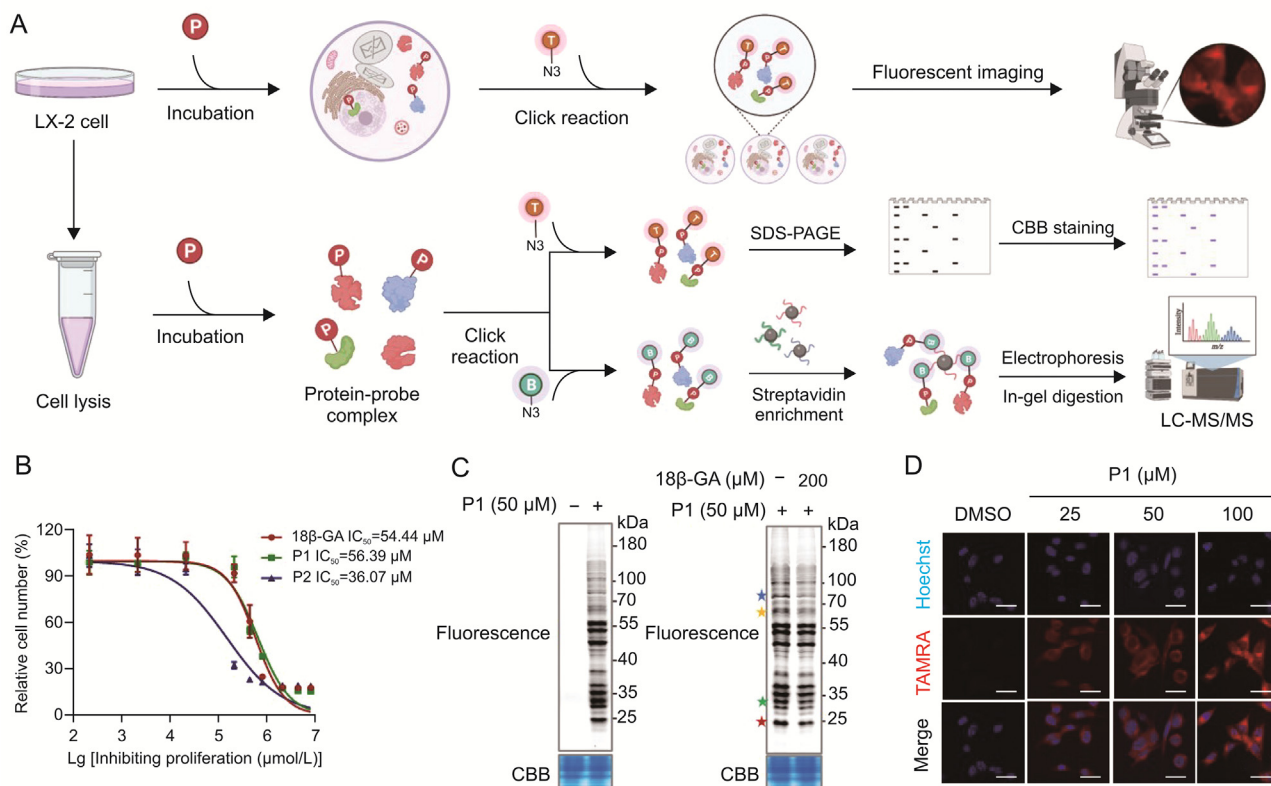 A
P
Incubation
LX-2 cell
T
N3
Click reaction
Fluorescent imaging
P
Incubation
Cell lysis
P
P
P
Protein-probe
complex
Click
reaction
T
N3
B
N3
SDS-PAGE
CBB staining
Streptavidin
enrichment
Electrophoresis
In-gel digestion
Intensity
m/z
LC-MS/MS
B
Relative cell number (%)
120
90
60
30
0
2
3
4
5
6
7
Lg [Inhibiting proliferation (μmol/L)]
18β-GA IC50=54.44 μM
P1 IC50=56.39 μM
P2 IC50=36.07 μM
C
P1 (50 μM) − +
kDa
180
100
70
55
40
35
25
Fluorescence
CBB
18β-GA (μM) − 200
P1 (50 μM) + +
kDa
180
100
70
55
40
35
25
Fluorescence
CBB
D
P1 (μM)
DMSO 25 50 100
Hoechst
TAMRA
Merge